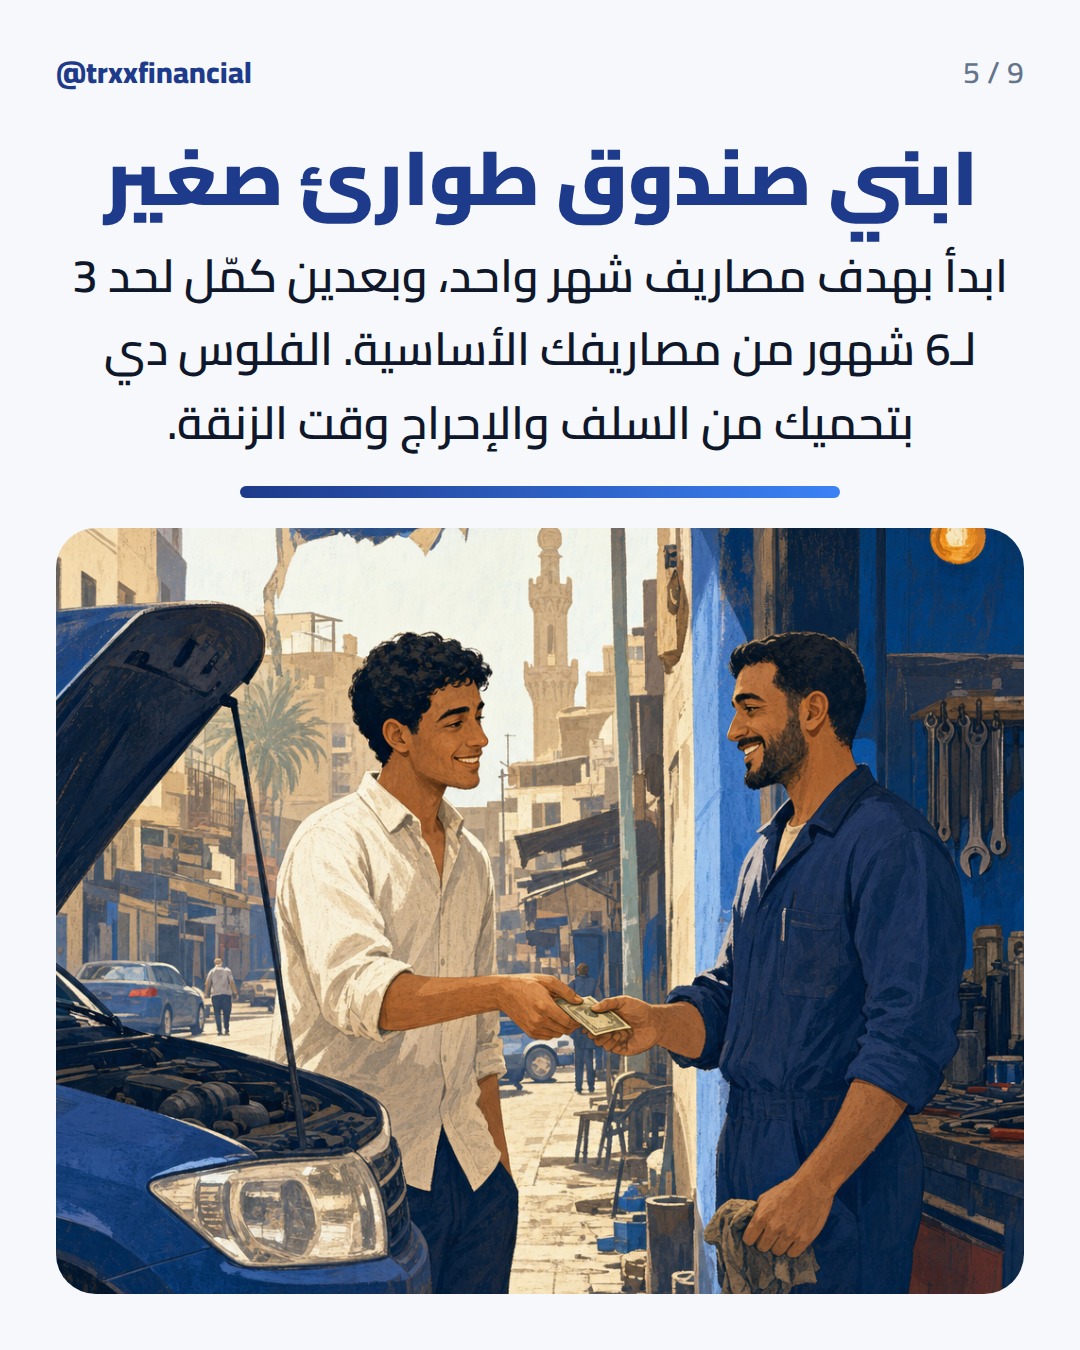 @trxxfinancial
5 / 9
ابني صندوق طوارئ صغير
ابدأ بهدف مصاريف شهر واحد، وبعدين كمّل لحد 3
لـ6 شهور من مصاريفك الأساسية. الفلوس دي
بتحميك من السلف والإحراج وقت الزنقة.